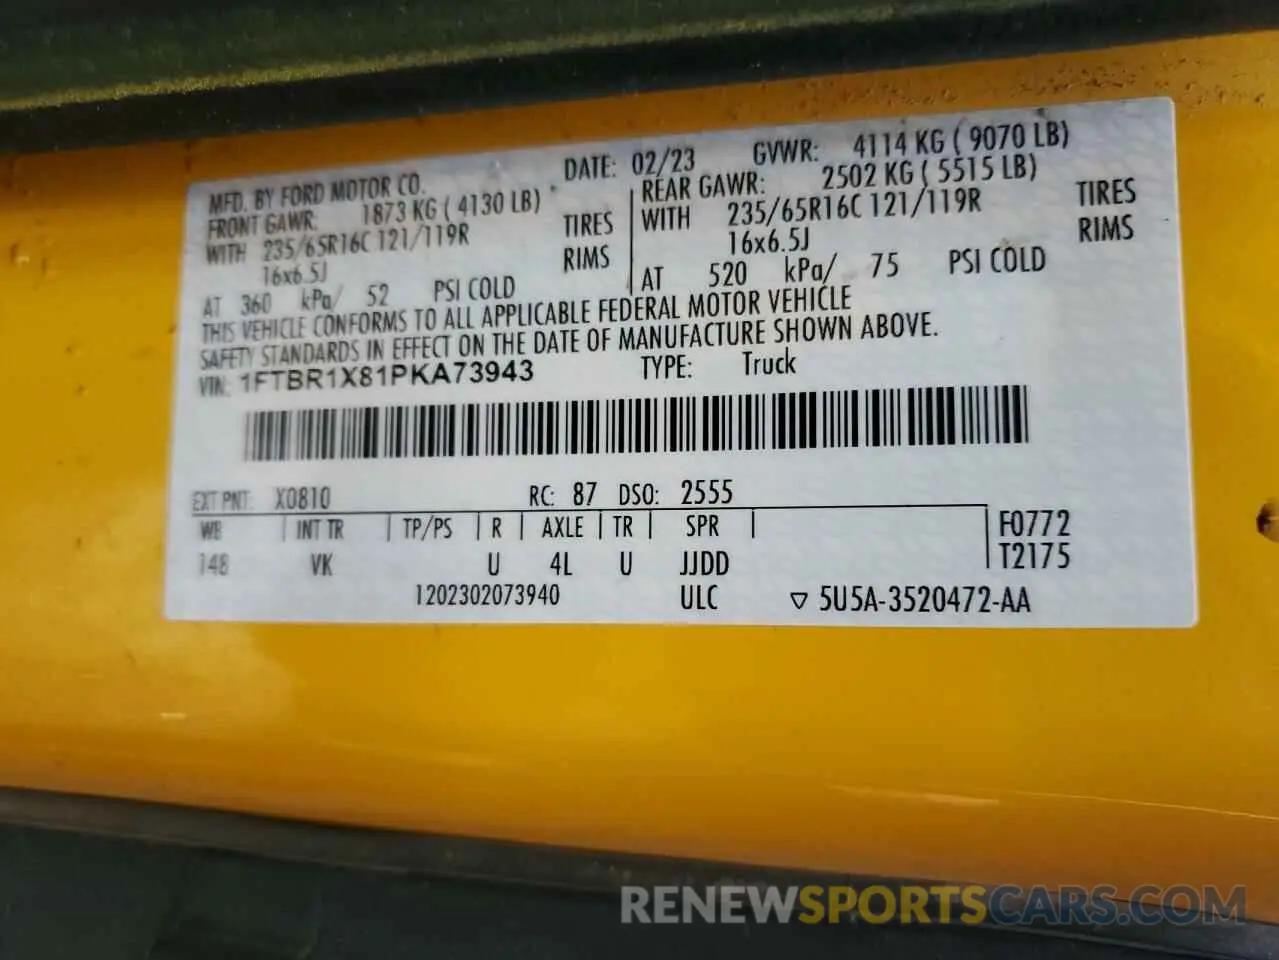 MFD. BY FORD MOTOR CO. DATE: 02/23 GVWR: 4114 KG ( 9070 LB)
FRONT GAWR: 1873 KG ( 4130 LB)
WITH 235/65R16C 121/119R TIRES
16x6.5J RIMS
AT 360 kPa/ 52 PSI COLD
REAR GAWR: 2502 KG ( 5515 LB)
WITH 235/65R16C 121/119R TIRES
16x6.5J RIMS
AT 520 kPa/ 75 PSI COLD
THIS VEHICLE CONFORMS TO ALL APPLICABLE FEDERAL MOTOR VEHICLE
SAFETY STANDARDS IN EFFECT ON THE DATE OF MANUFACTURE SHOWN ABOVE.
VIN: 1FTBR1X81PKA73943 TYPE: Truck
EXT PNT: X0810 RC: 87 DSO: 2555
WB INT TR TP/PS R AXLE TR SPR F0772
148 VK U 4L U JJDD T2175
1202302073940 ULC ▽ 5U5A-3520472-AA
RENEWSPORTSCARS.COM